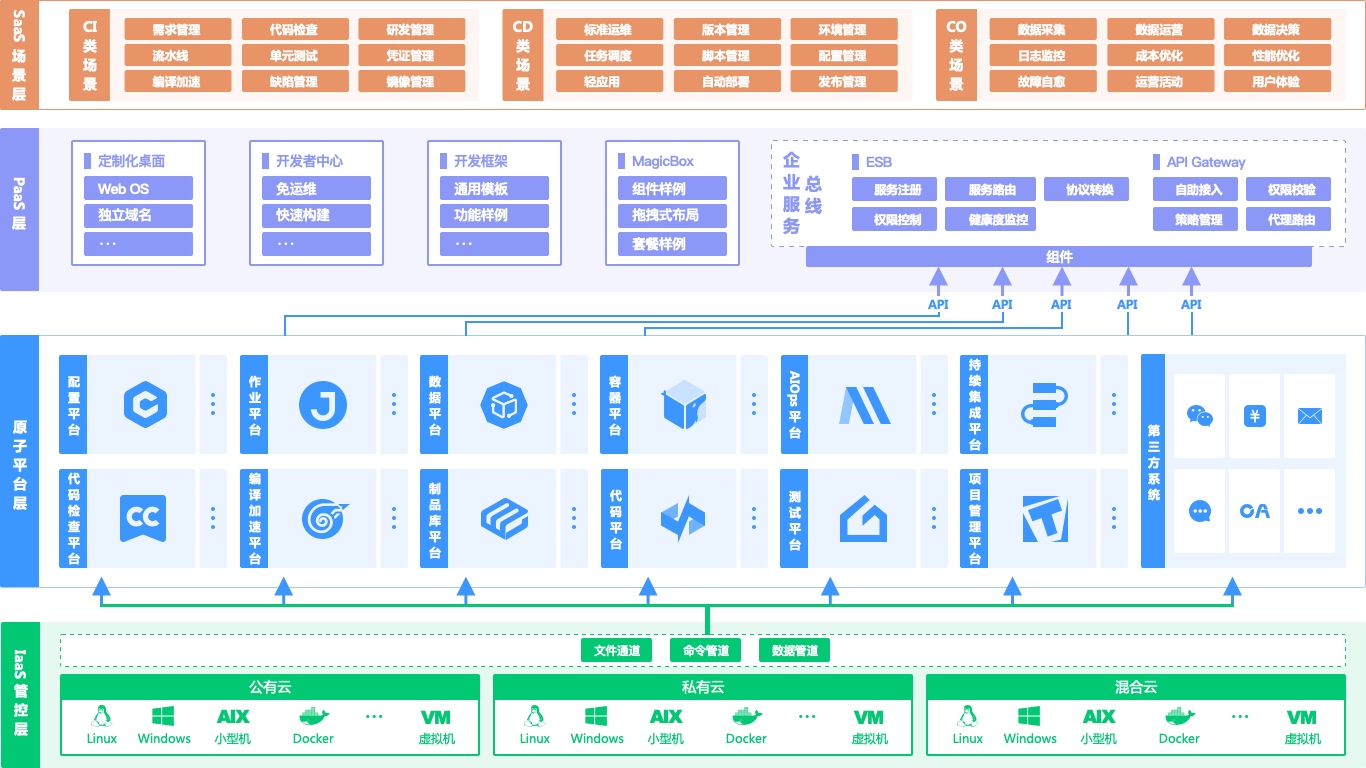 SaaS场景层
CI类场景
需求管理
代码检查
研发管理
流水线
单元测试
凭证管理
编译加速
缺陷管理
镜像管理
CD类场景
标准运维
版本管理
环境管理
任务调度
脚本管理
配置管理
轻应用
自动部署
发布管理
CO类场景
数据采集
数据运营
数据决策
日志监控
成本优化
性能优化
故障自愈
运营活动
用户体验
PaaS层
定制化桌面
Web OS
独立域名
···
开发者中心
免运维
快速构建
···
开发框架
通用模板
功能样例
···
MagicBox
组件样例
拖拽式布局
套餐样例
企业服务
总线
ESB
服务注册
服务路由
协议转换
权限控制
健康度监控
API Gateway
自助接入
权限校验
策略管理
代理路由
组件
API
API
API
API
API
原子平台层
配置平台
作业平台
数据平台
容器平台
AIOps平台
持续集成平台
代码检查平台
CC
编译加速平台
制品库平台
代码平台
测试平台
项目管理平台
第三方系统
¥
OA
IaaS管控层
文件通道
命令管道
数据管道
公有云
Linux
Windows
AIX
小型机
Docker
···
VM
虚拟机
私有云
Linux
Windows
AIX
小型机
Docker
···
VM
虚拟机
混合云
Linux
Windows
AIX
小型机
Docker
···
VM
虚拟机